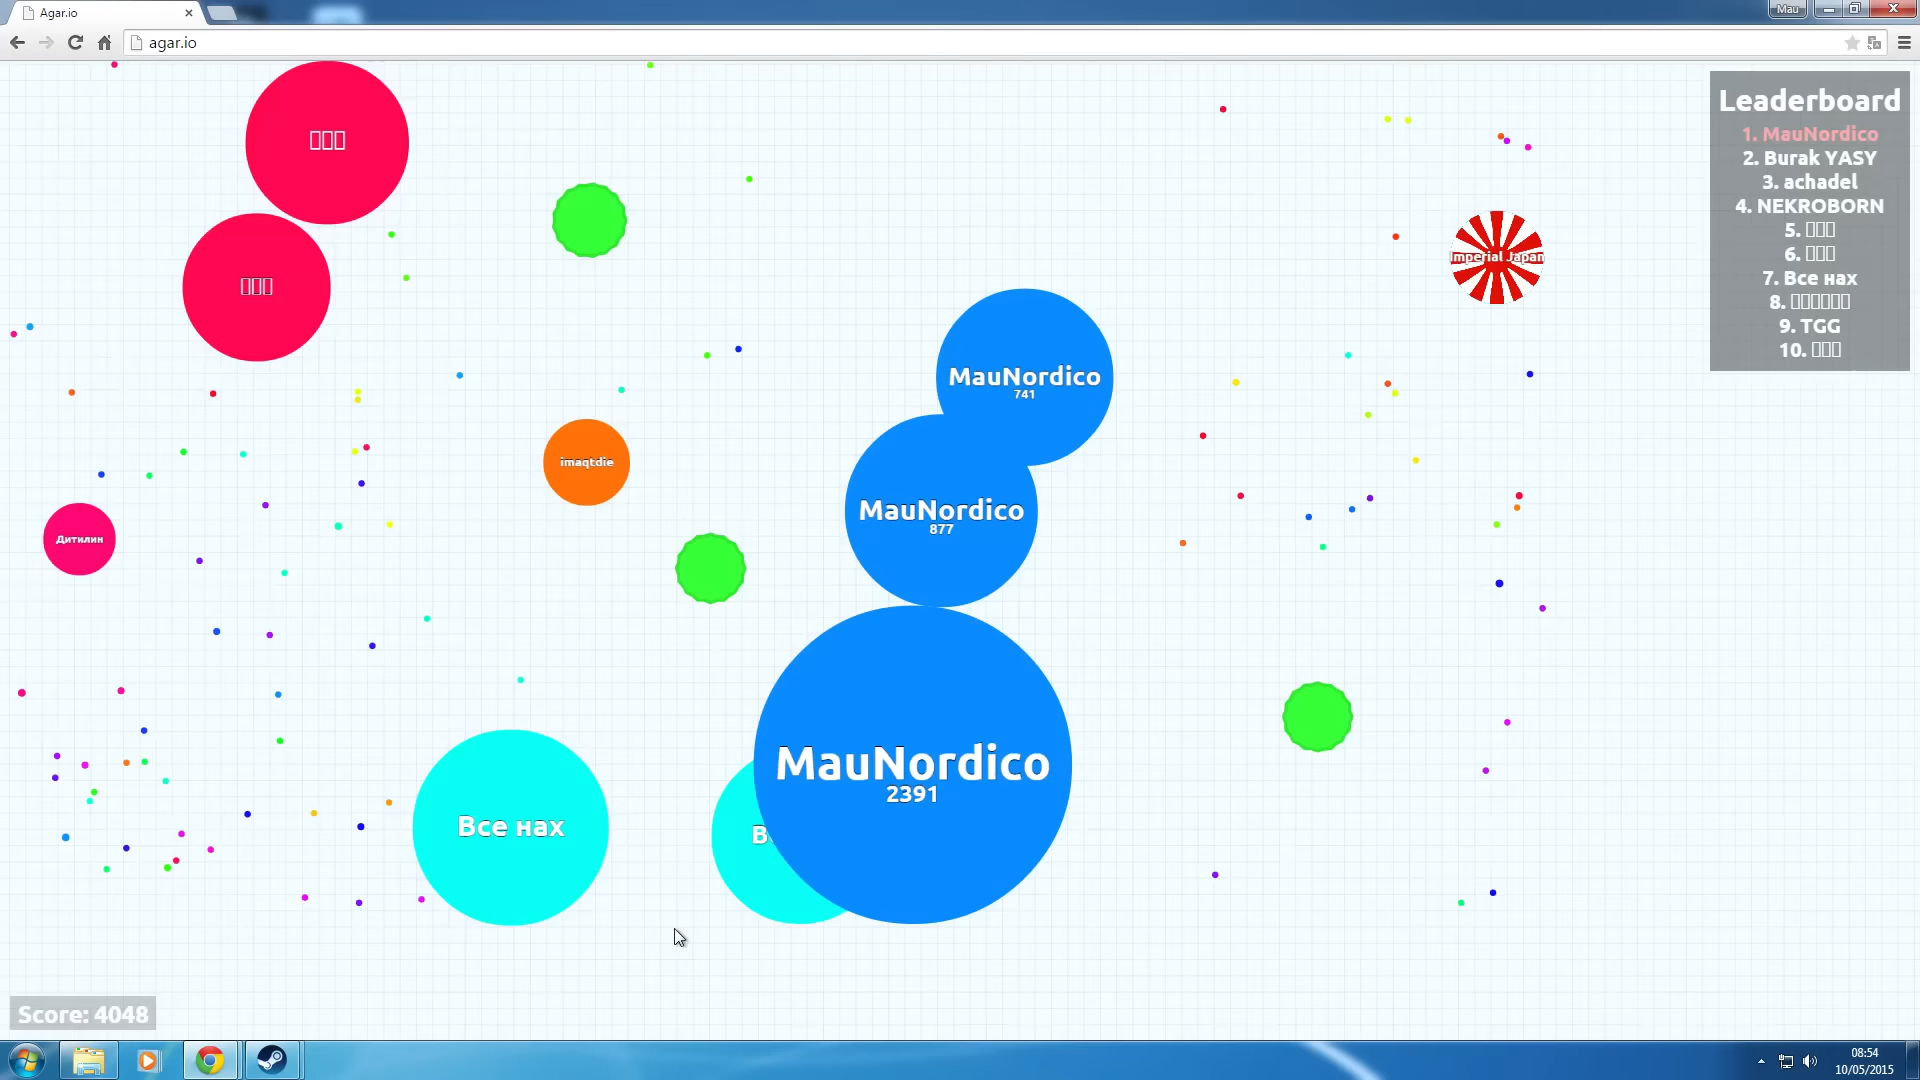 Agar.io
Mau
agar.io
Leaderboard
1. MauNordico
2. Burak YASY
3. achadel
4. NEKROBORN
5.
6.
7. Все нах
8.
9. TGG
10.
Imperial Japan
MauNordico
741
imaqtdie
MauNordico
877
Дитилин
MauNordico
2391
Все нах
В
Score: 4048
08:54
10/05/2015